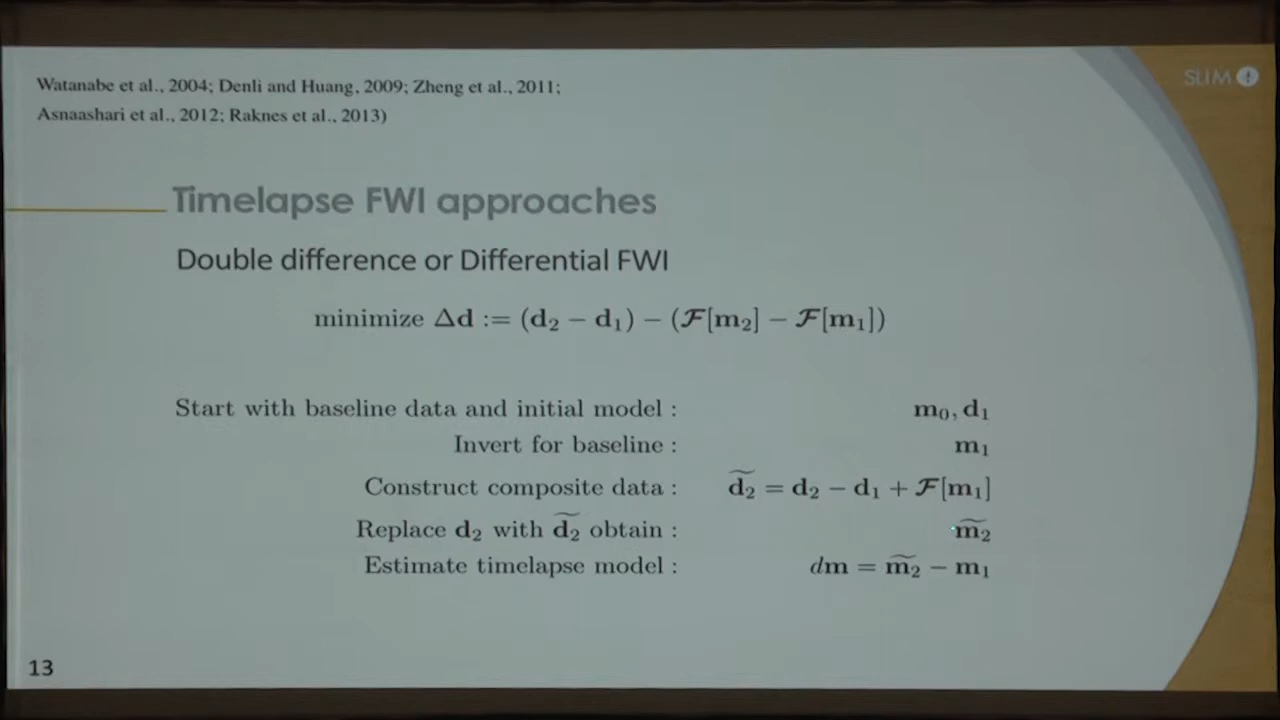 Watanabe et al., 2004; Denli and Huang, 2009; Zheng et al., 2011;
Asnaashari et al., 2012; Raknes et al., 2013)
SLIM
Timelapse FWI approaches
Double difference or Differential FWI
minimize Δd := (d₂ − d₁) − (𝓕[m₂] − 𝓕[m₁])
Start with baseline data and initial model : m₀, d₁
Invert for baseline : m₁
Construct composite data : d̃₂ = d₂ − d₁ + 𝓕[m₁]
Replace d₂ with d̃₂ obtain : m̃₂
Estimate timelapse model : dm = m̃₂ − m₁
13